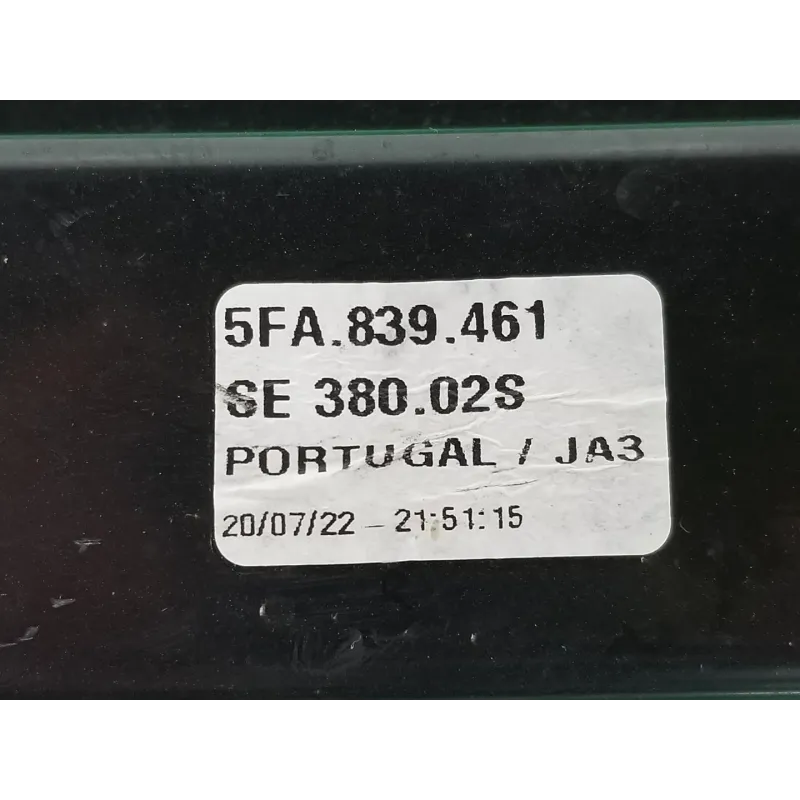 5FA.839.461
SE 380.02S
PORTUGAL / JA3
20/07/22 - 21:51:15